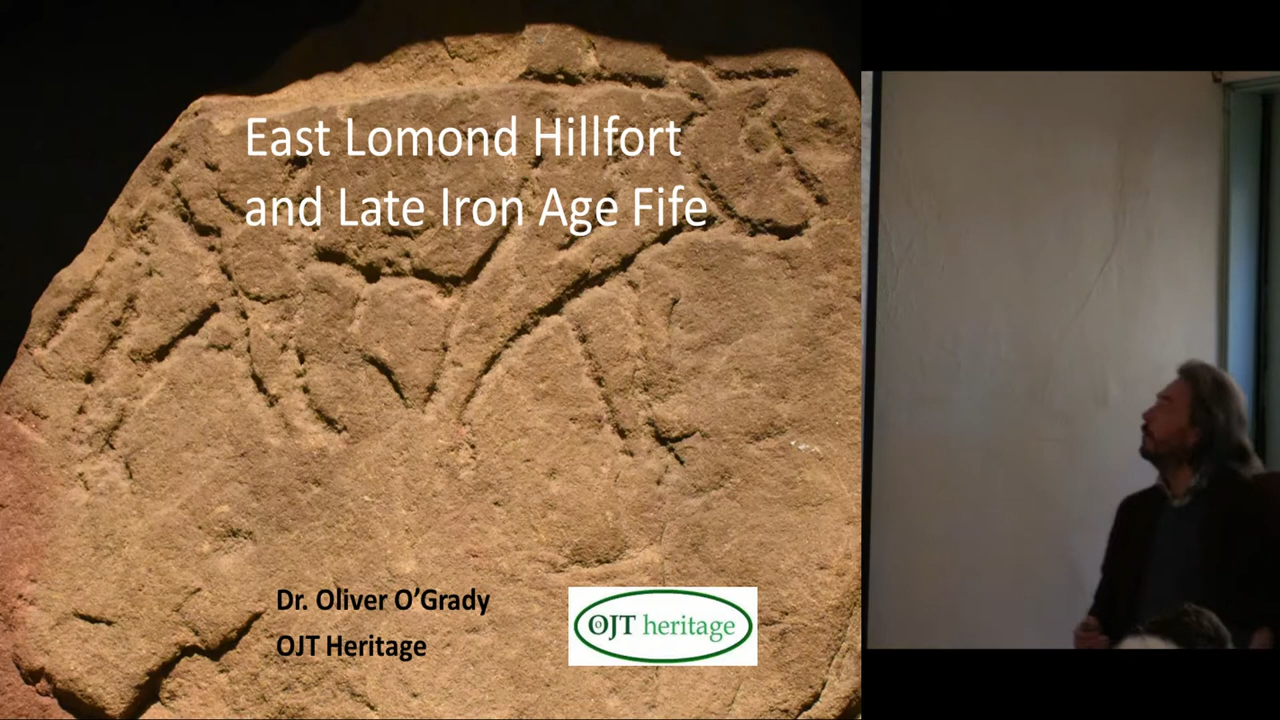 East Lomond Hillfort
and Late Iron Age Fife
Dr. Oliver O’Grady
OJT Heritage
OJT heritage